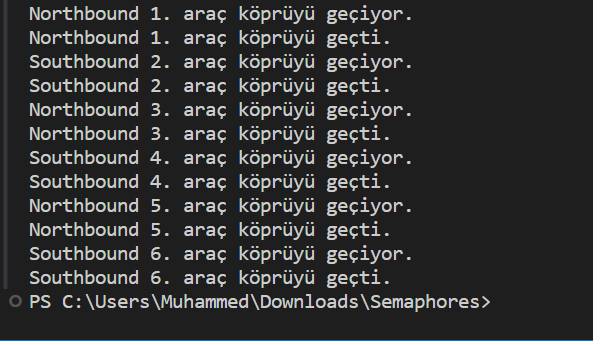 Northbound 1. araç köprüyü geçiyor.
Northbound 1. araç köprüyü geçti.
Southbound 2. araç köprüyü geçiyor.
Southbound 2. araç köprüyü geçti.
Northbound 3. araç köprüyü geçiyor.
Northbound 3. araç köprüyü geçti.
Southbound 4. araç köprüyü geçiyor.
Southbound 4. araç köprüyü geçti.
Northbound 5. araç köprüyü geçiyor.
Northbound 5. araç köprüyü geçti.
Southbound 6. araç köprüyü geçiyor.
Southbound 6. araç köprüyü geçti.
PS C:\Users\Muhammed\Downloads\Semaphores>